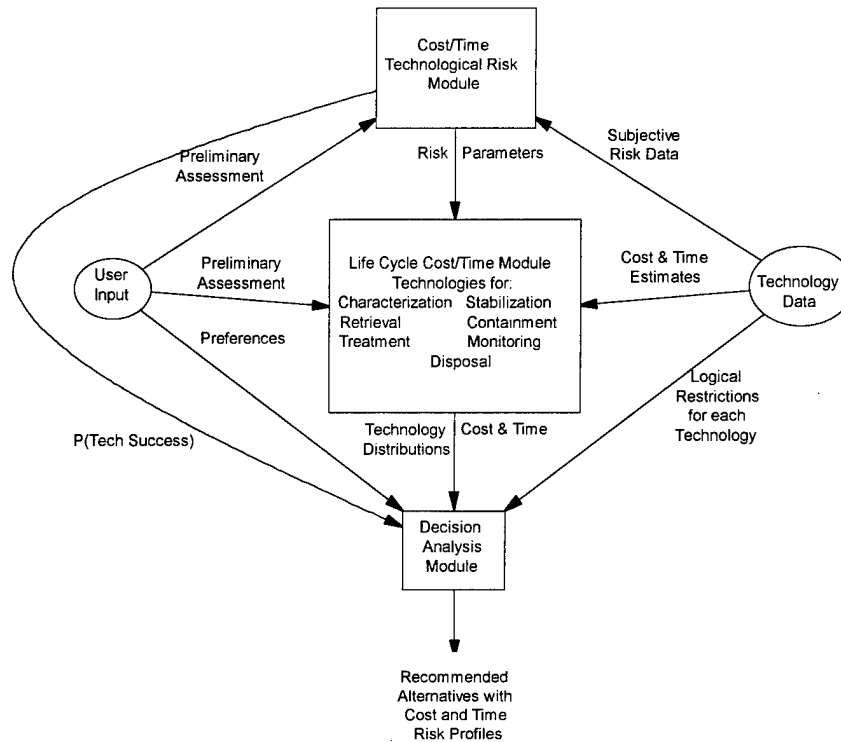 Cost/Time
Technological Risk
Module
Preliminary
Assessment
Risk Parameters
Subjective
Risk Data
User
Input
Preliminary
Assessment
Preferences
Life Cycle Cost/Time Module
Technologies for:
Characterization Stabilization
Retrieval Containment
Treatment Monitoring
Disposal
Cost & Time
Estimates
Technology
Data
Logical
Restrictions
for each
Technology
P(Tech Success)
Technology Cost & Time
Distributions
Decision
Analysis
Module
Recommended
Alternatives with
Cost and Time
Risk Profiles